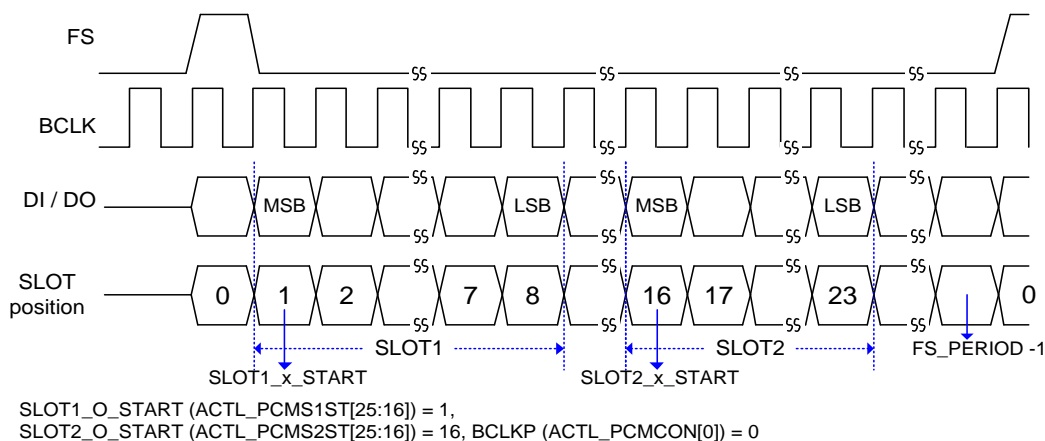 FS
BCLK
DI / DO
MSB
LSB
MSB
LSB
SLOT
position
0 1 2 7 8 16 17 23 0
SLOT1
SLOT2
FS_PERIOD -1
SLOT1_x_START
SLOT2_x_START
SLOT1_O_START (ACTL_PCMS1ST[25:16]) = 1,
SLOT2_O_START (ACTL_PCMS2ST[25:16]) = 16, BCLKP (ACTL_PCMCON[0]) = 0